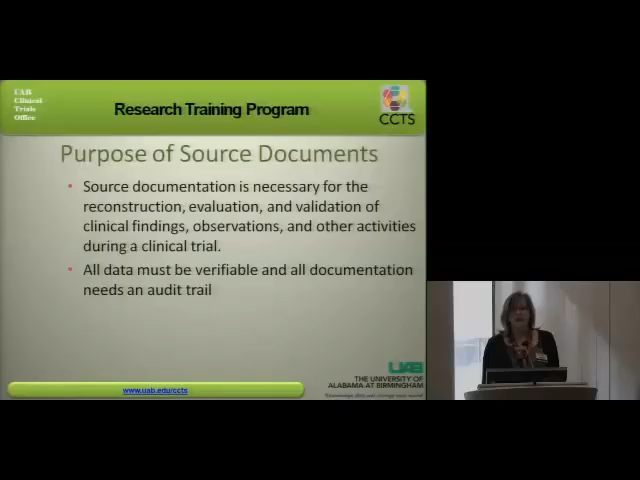 UAB
Clinical
Trials
Office
Research Training Program
CCTS
Purpose of Source Documents
• Source documentation is necessary for the
reconstruction, evaluation, and validation of
clinical findings, observations, and other activities
during a clinical trial.
• All data must be verifiable and all documentation
needs an audit trail
www.uab.edu/ccts
UAB
THE UNIVERSITY OF
ALABAMA AT BIRMINGHAM